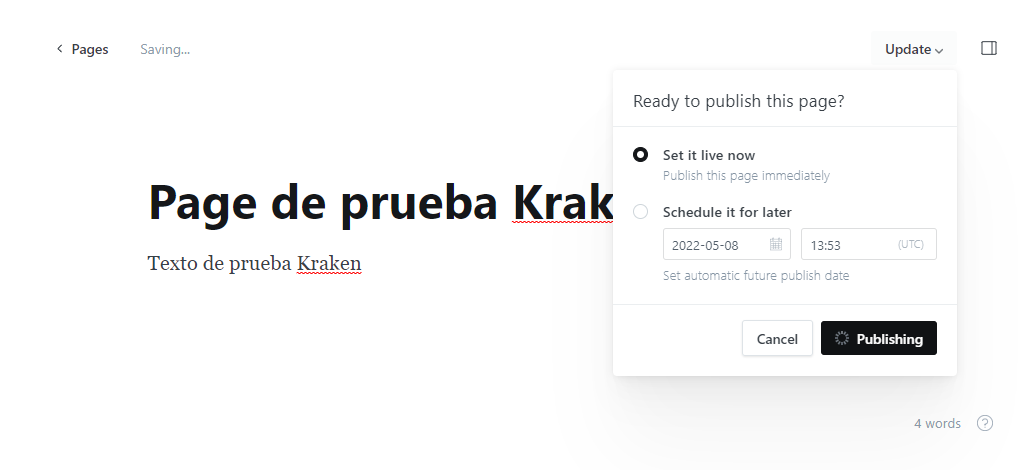 Pages
Saving...
Update
Ready to publish this page?
Set it live now
Publish this page immediately
Page de prueba Krak
Schedule it for later
2022-05-08
13:53 (UTC)
Texto de prueba Kraken
Set automatic future publish date
Cancel
Publishing
4 words
?